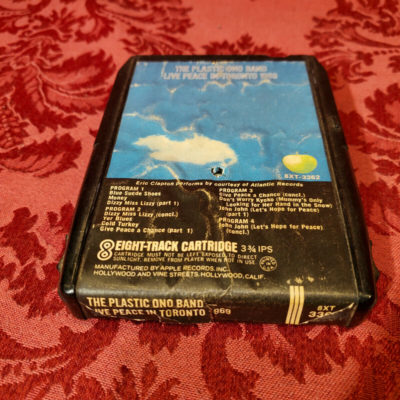 THE PLASTIC ONO BAND
LIVE PEACE IN TORONTO 1969
SXT-3362
Eric Clapton Performs by courtesy of Atlantic Records
PROGRAM 1
Blue Suede Shoes
Money
Dizzy Miss Lizzy (part 1)
PROGRAM 2
Dizzy Miss Lizzy (concl.)
Yer Blues
Cold Turkey
Give Peace a Chance (part 1)
PROGRAM 3
Give Peace a Chance (concl.)
Don't Worry Kyoko (Mummy's Only
Looking for Her Hand in the Snow)
John John (Let's Hope for Peace)
(part 1)
PROGRAM 4
John John (Let's Hope for Peace)
(concl.)
8 EIGHT-TRACK CARTRIDGE 3¾ IPS
CARTRIDGE MUST NOT BE LEFT EXPOSED TO DIRECT
SUNLIGHT. REMOVE FROM PLAYER WHEN NOT IN USE
MANUFACTURED BY APPLE RECORDS, INC.
HOLLYWOOD AND VINE STREETS, HOLLYWOOD, CALIF.
THE PLASTIC ONO BAND
LIVE PEACE IN TORONTO 969
SXT